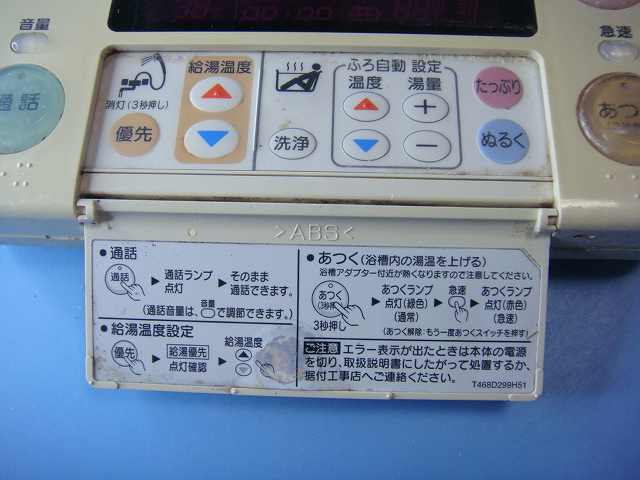 音量
急速
通話
給湯温度
ふろ自動 設定
温度 湯量
たっぷり
あつく
消灯(3秒押し)
優先
洗浄
ぬるく
>ABS<
●通話
通話 ▶ 通話ランプ点灯 ▶ そのまま通話できます。
(通話音量は、音量 で調節できます。)
●給湯温度設定
優先 ▶ 給湯優先 点灯確認 ▶ 給湯温度
●あつく(浴槽内の湯温を上げる)
浴槽アダプター付近が熱くなりますので注意してください。
あつく(3秒押し) ▶ あつくランプ点灯(緑色)(通常) ▶ 急速 ▶ あつくランプ点灯(赤色)(急速)
3秒押し
(あつく解除:もう一度あつくスイッチを押す)
ご注意 エラー表示が出たときは本体の電源
を切り、取扱説明書にしたがって処置するか、
据付工事店へご連絡ください。
T468D299H51